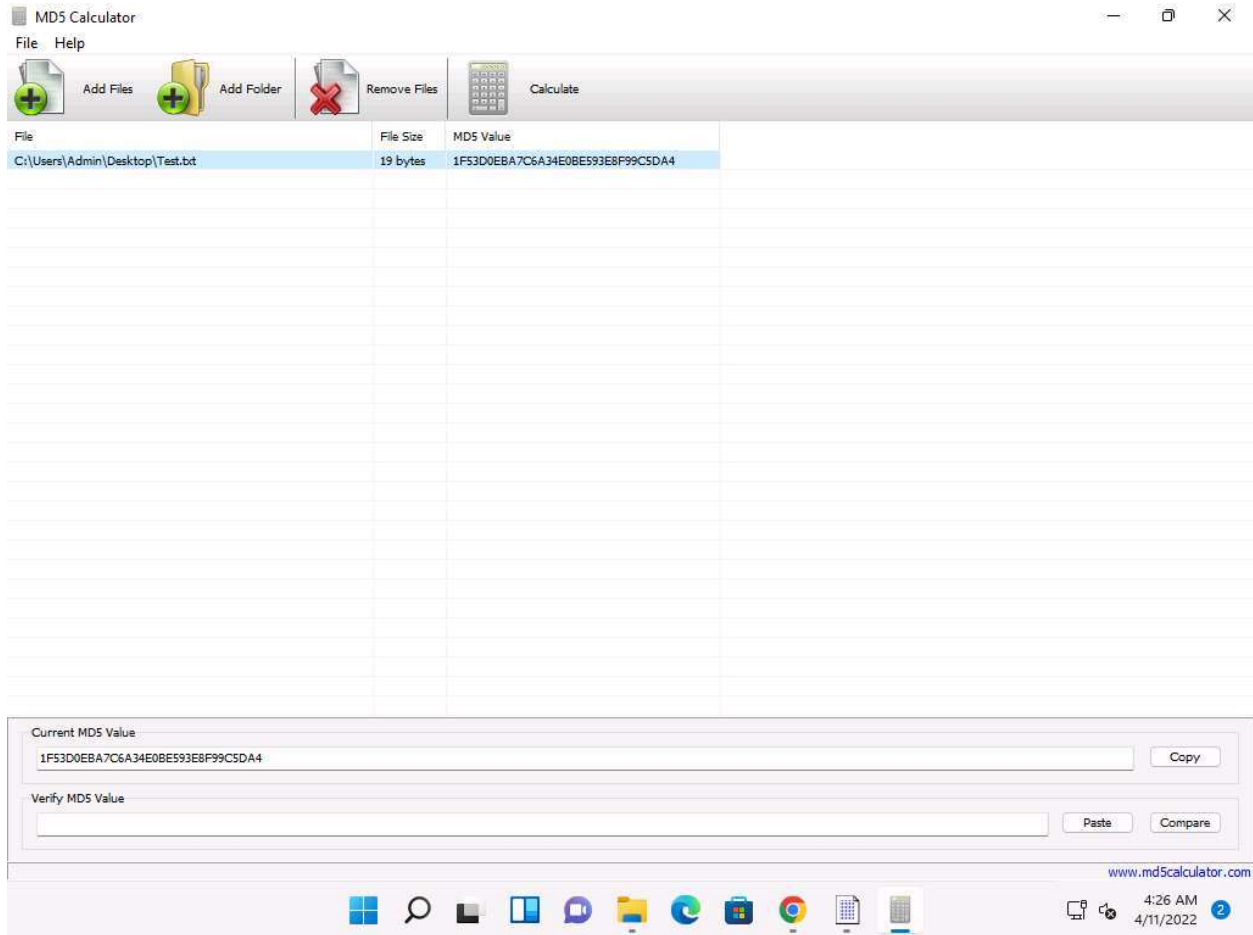 MD5 Calculator
File Help
Add Files Add Folder Remove Files Calculate
File File Size MD5 Value
C:\Users\Admin\Desktop\Test.txt 19 bytes 1F53D0EBA7C6A34E0BE593E8F99C5DA4
Current MD5 Value
1F53D0EBA7C6A34E0BE593E8F99C5DA4
Copy
Verify MD5 Value
Paste Compare
www.md5calculator.com
4:26 AM
4/11/2022
2